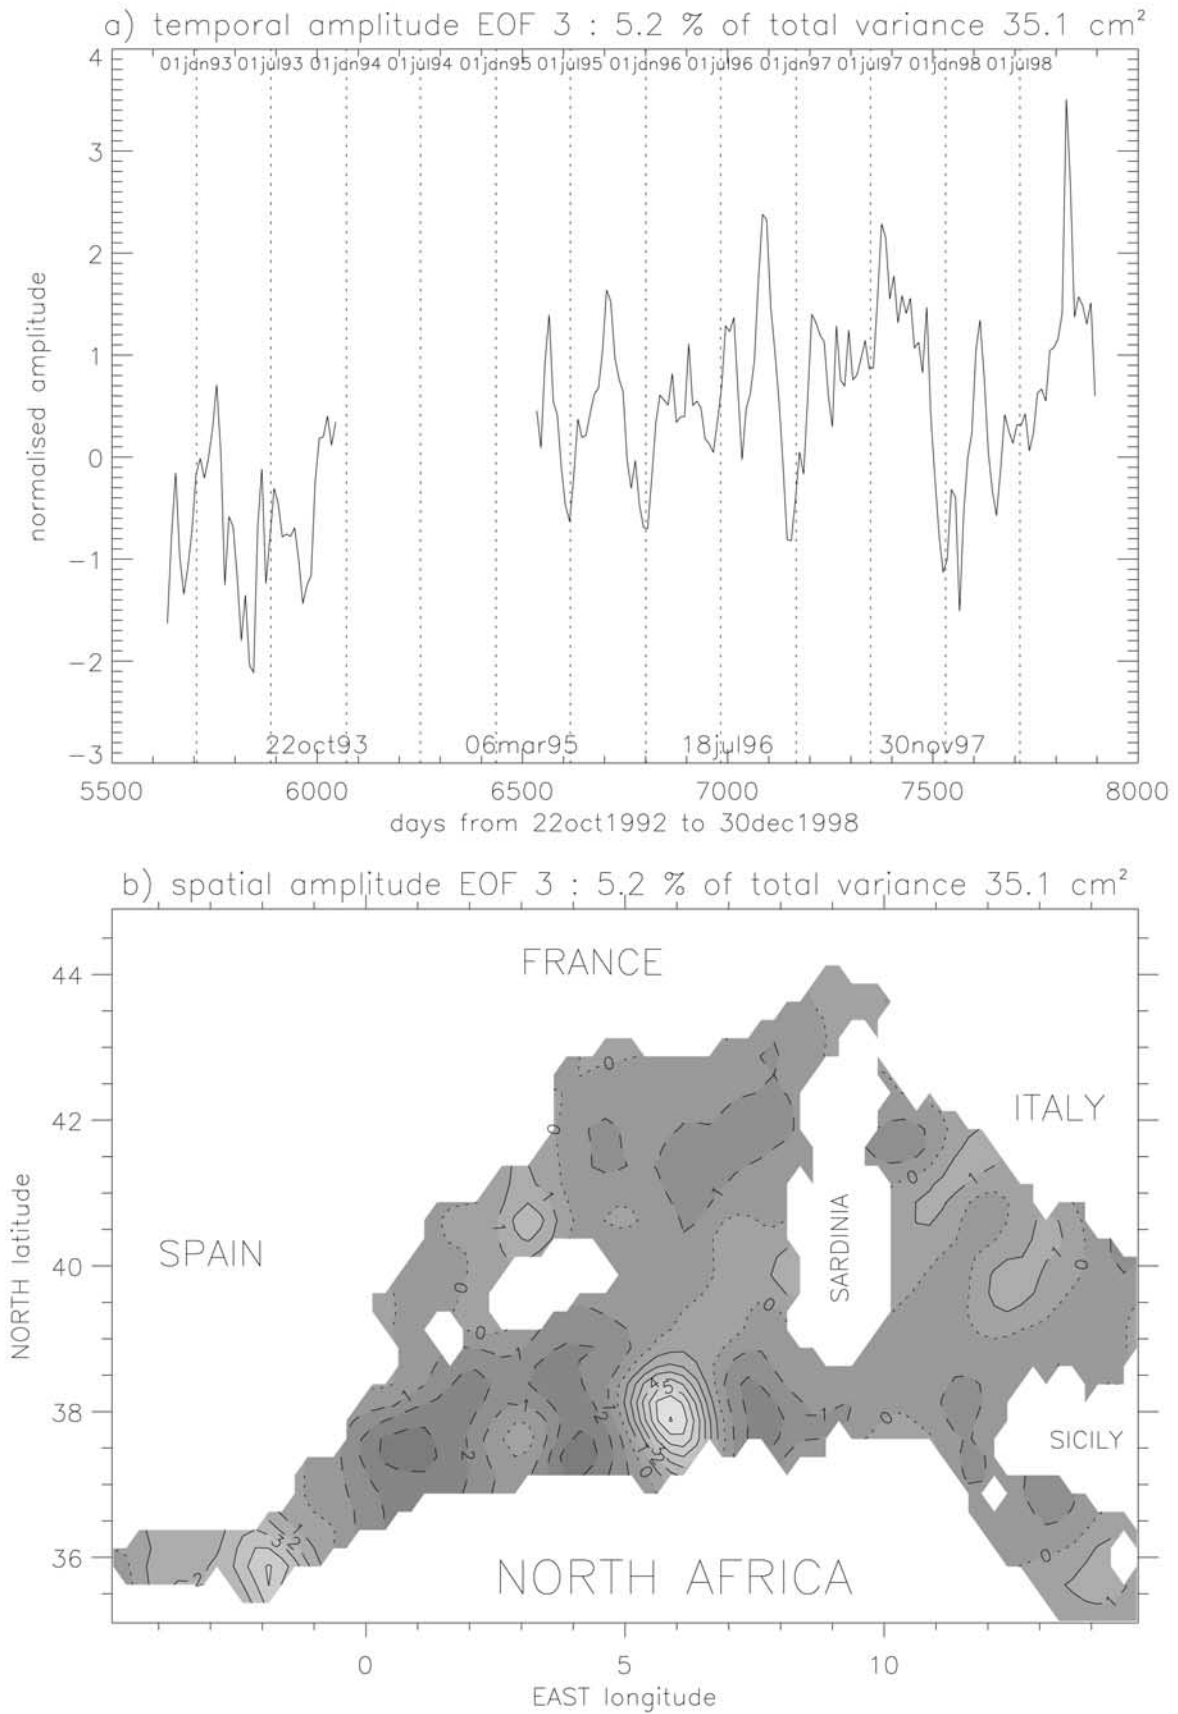 a) temporal amplitude EOF 3 : 5.2 % of total variance 35.1 cm²
4
01jan93 01jul93 01jan94 01jul94 01jan95 01jul95 01jan96 01jul96 01jan97 01jul97 01jan98 01jul98
3
2
1
0
−1
−2
−3
normalised amplitude
22oct93 06mar95 18jul96 30nov97
5500 6000 6500 7000 7500 8000
days from 22oct1992 to 30dec1998
b) spatial amplitude EOF 3 : 5.2 % of total variance 35.1 cm²
44
42
40
38
36
NORTH latitude
FRANCE
ITALY
SPAIN
SARDINIA
SICILY
NORTH AFRICA
0 5 10
EAST longitude